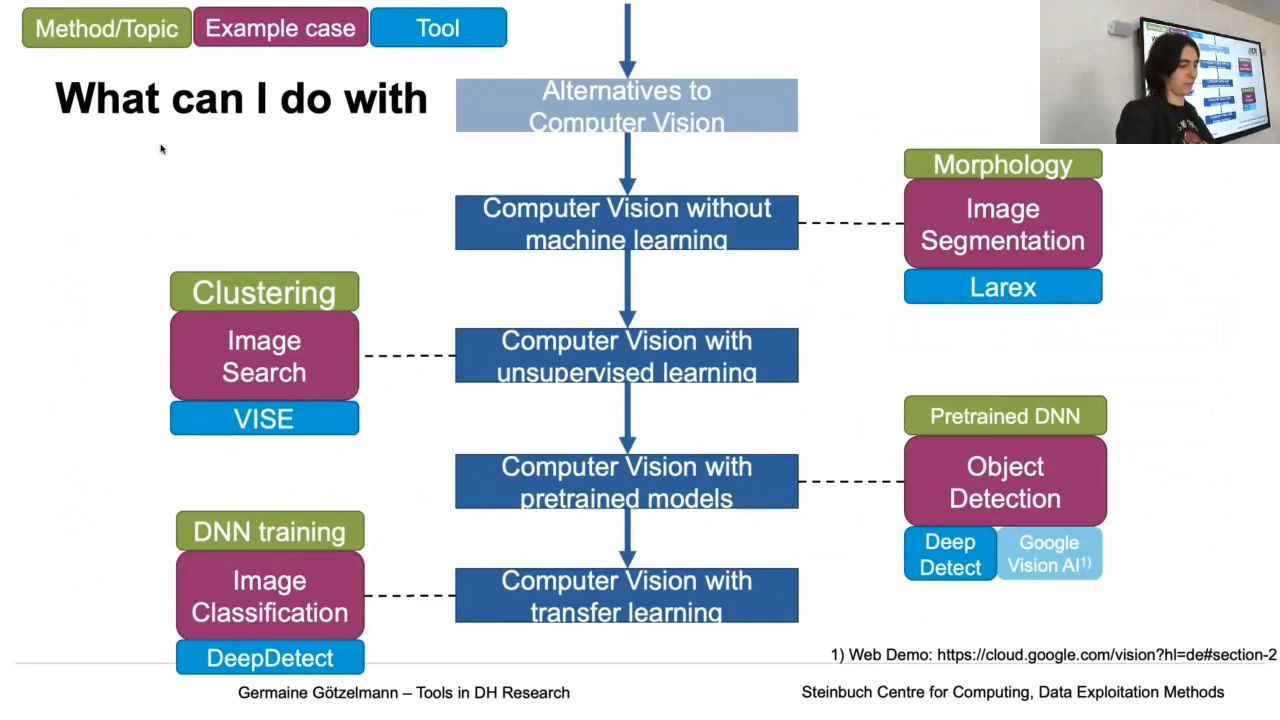 Method/Topic
Example case
Tool
What can I do with
Alternatives to
Computer Vision
Computer Vision without
machine learning
Morphology
Image
Segmentation
Larex
Clustering
Image
Search
VISE
Computer Vision with
unsupervised learning
Computer Vision with
pretrained models
Pretrained DNN
Object
Detection
Deep
Detect
Google
Vision AI¹⁾
DNN training
Image
Classification
DeepDetect
Computer Vision with
transfer learning
1) Web Demo: https://cloud.google.com/vision?hl=de#section-2
Germaine Götzelmann – Tools in DH Research
Steinbuch Centre for Computing, Data Exploitation Methods